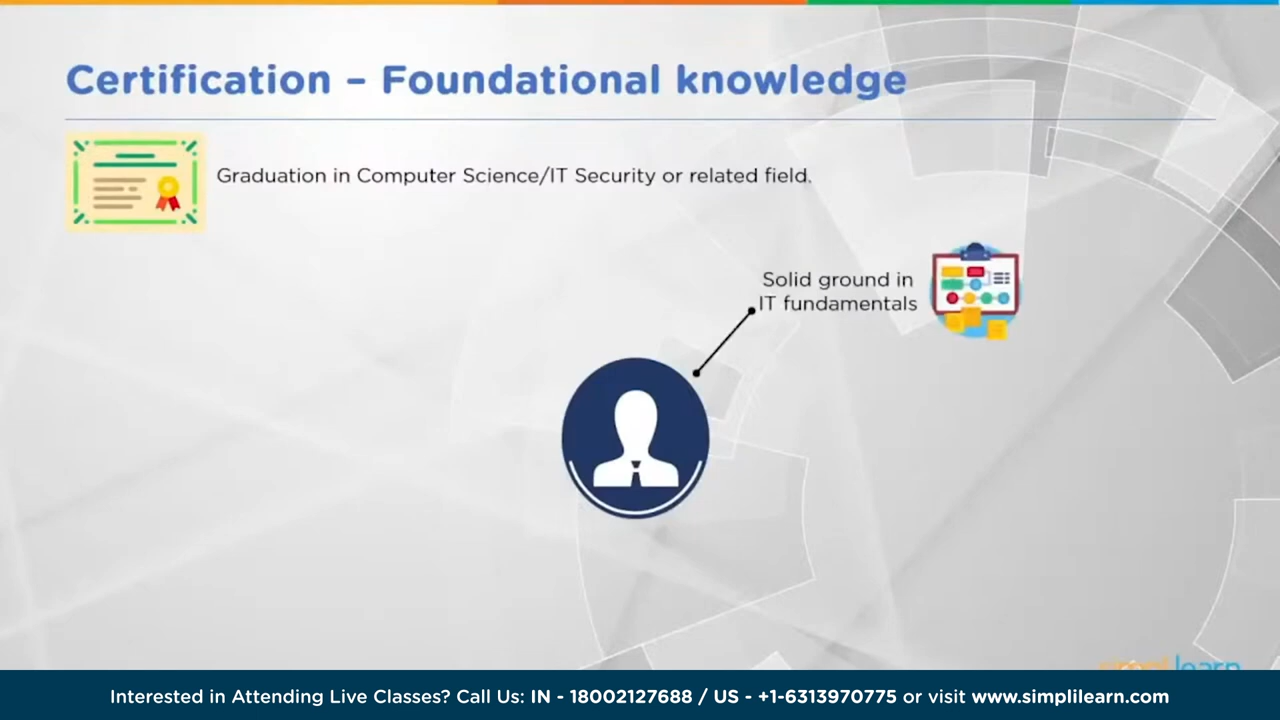 Certification – Foundational knowledge
Graduation in Computer Science/IT Security or related field.
Solid ground in
IT fundamentals
simplilearn
Interested in Attending Live Classes? Call Us: IN - 18002127688 / US - +1-6313970775 or visit www.simplilearn.com